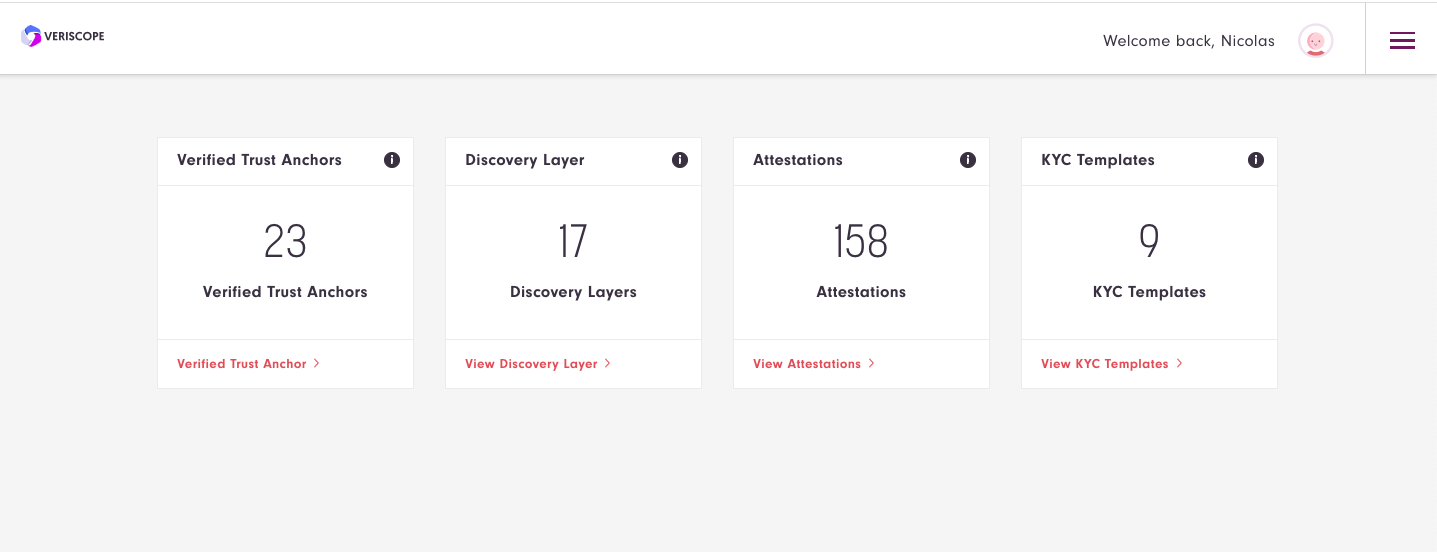 VERISCOPE
Welcome back, Nicolas
Verified Trust Anchors
Discovery Layer
Attestations
KYC Templates
23
17
158
9
Verified Trust Anchors
Discovery Layers
Attestations
KYC Templates
Verified Trust Anchor
View Discovery Layer
View Attestations
View KYC Templates